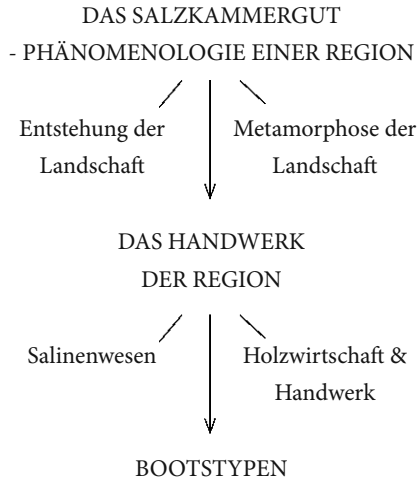 DAS SALZKAMMERGUT
- PHÄNOMENOLOGIE EINER REGION
Entstehung der
Landschaft
Metamorphose der
Landschaft
DAS HANDWERK
DER REGION
Salinenwesen
Holzwirtschaft &
Handwerk
BOOTSTYPEN